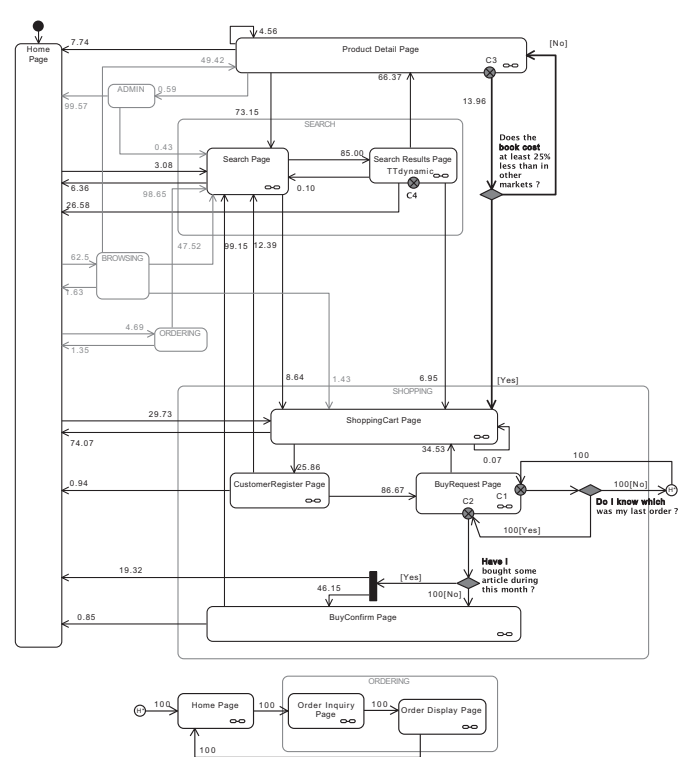 4.56
[No]
7.74
Product Detail Page
Home
Page
49.42
C3
66.37
ADMIN
0.59
99.57
13.96
73.15
SEARCH
Does the
book cost
at least 25%
less than in
other
markets ?
0.43
85.00
Search Page
Search Results Page
3.08
TTdynamic
6.36
98.65
0.10
C4
26.58
47.52
99.15
12.39
62.5
BROWSING
1.63
4.69
ORDERING
1.35
8.64
1.43
6.95
[Yes]
SHOPPING
29.73
ShoppingCart Page
74.07
34.53
0.07
100
25.86
0.94
CustomerRegister Page
86.67
BuyRequest Page
100[No]
C1
H*
C2
Do I know which
was my last order ?
100[Yes]
Have I
bought some
article during
this month ?
19.32
[Yes]
46.15
100[No]
0.85
BuyConfirm Page
ORDERING
H*
100
Home Page
100
Order Inquiry
Page
100
Order Display Page
100